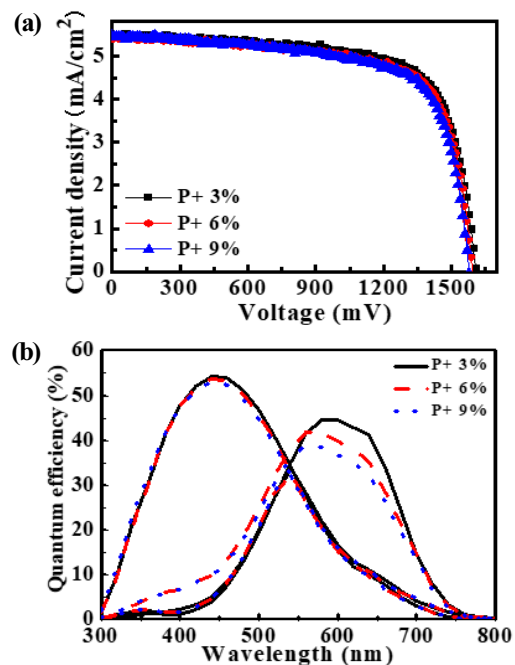 (a)
Current density (mA/cm²)
5
4
3
2
1
0
P+ 3%
P+ 6%
P+ 9%
0 300 600 900 1200 1500
Voltage (mV)
(b)
Quantum efficiency (%)
60
50
40
30
20
10
0
P+ 3%
P+ 6%
P+ 9%
300 400 500 600 700 800
Wavelength (nm)